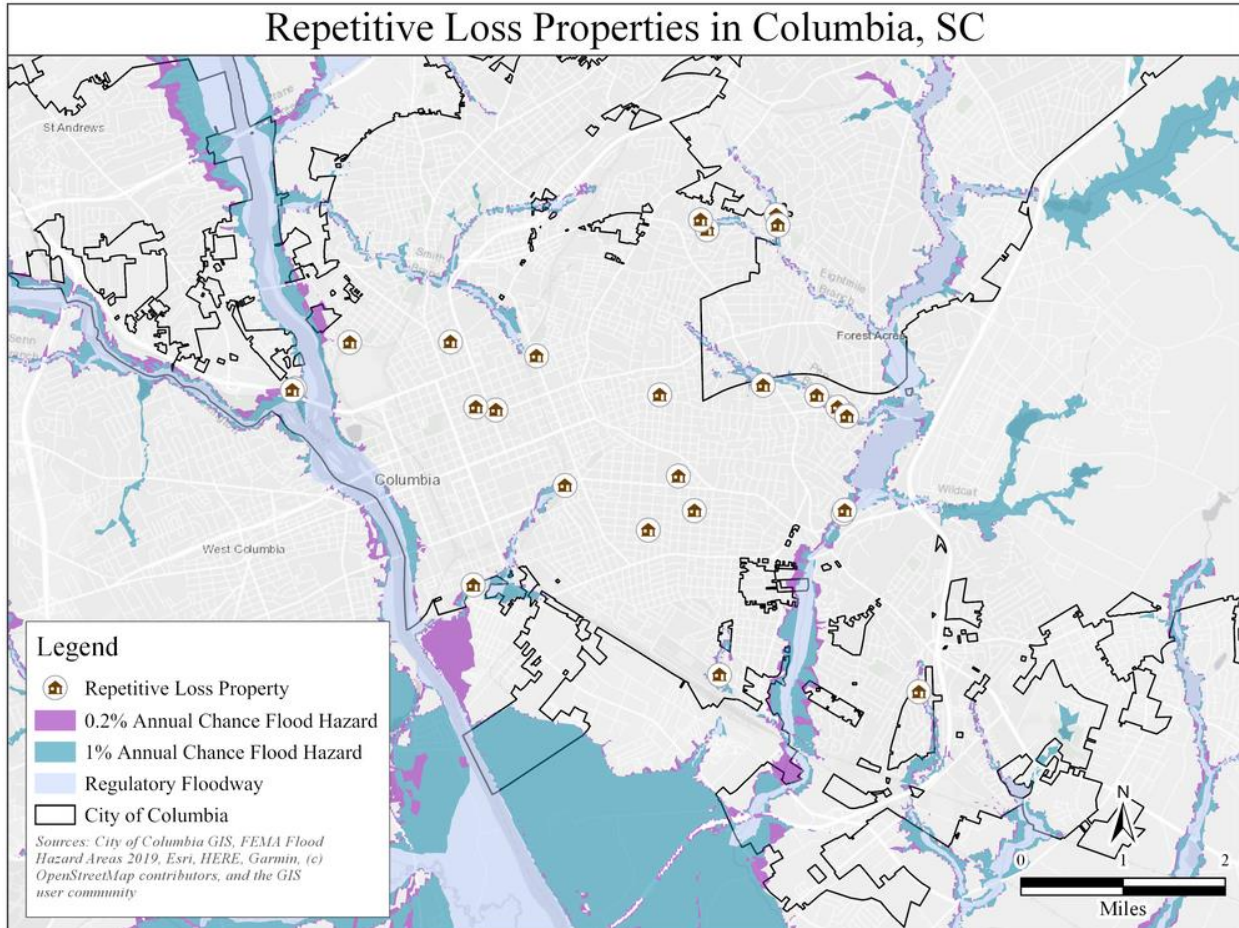 Repetitive Loss Properties in Columbia, SC
St Andrews
Smith
Eightmile
Branch
Forest Acres
Columbia
Wildcat
West Columbia
Legend
Repetitive Loss Property
0.2% Annual Chance Flood Hazard
1% Annual Chance Flood Hazard
Regulatory Floodway
City of Columbia
Sources: City of Columbia GIS, FEMA Flood
Hazard Areas 2019, Esri, HERE, Garmin, (c)
OpenStreetMap contributors, and the GIS
user community
N
0 1 2
Miles